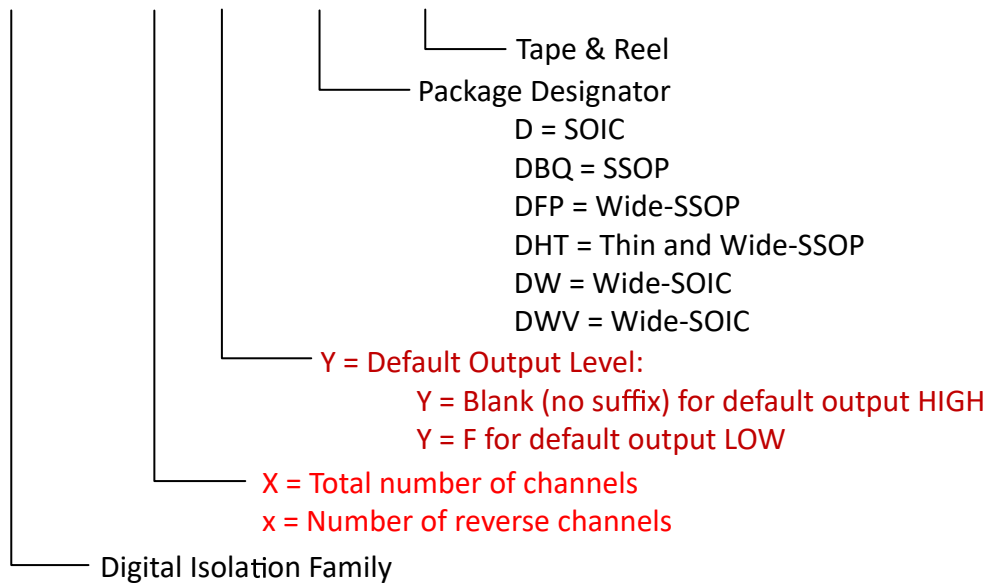 Tape & Reel
Package Designator
D = SOIC
DBQ = SSOP
DFP = Wide-SSOP
DHT = Thin and Wide-SSOP
DW = Wide-SOIC
DWV = Wide-SOIC
Y = Default Output Level:
Y = Blank (no suffix) for default output HIGH
Y = F for default output LOW
X = Total number of channels
x = Number of reverse channels
Digital Isolation Family